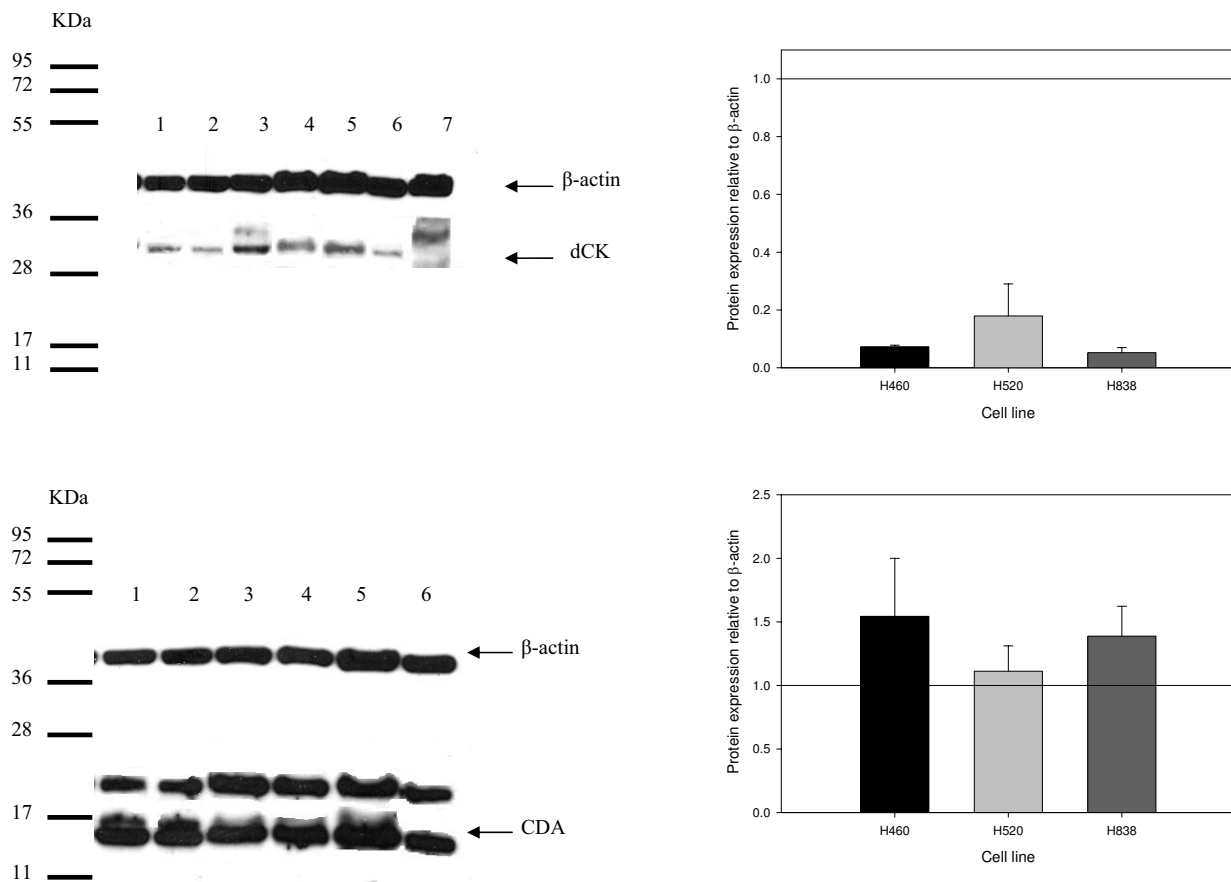 KDa
95
72
55
36
28
17
11
1 2 3 4 5 6 7
β-actin
dCK
Protein expression relative to β-actin
1.0
0.8
0.6
0.4
0.2
0.0
H460 H520 H838
Cell line
KDa
95
72
55
36
28
17
11
1 2 3 4 5 6
β-actin
CDA
Protein expression relative to β-actin
2.5
2.0
1.5
1.0
0.5
0.0
H460 H520 H838
Cell line